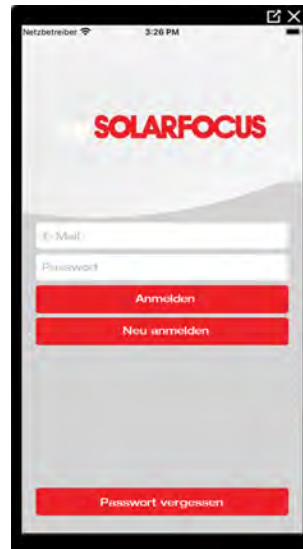 Netzbetreiber 3:26 PM
SOLARFOCUS
E-Mail
Passwort
Anmelden
Neu anmelden
Passwort vergessen